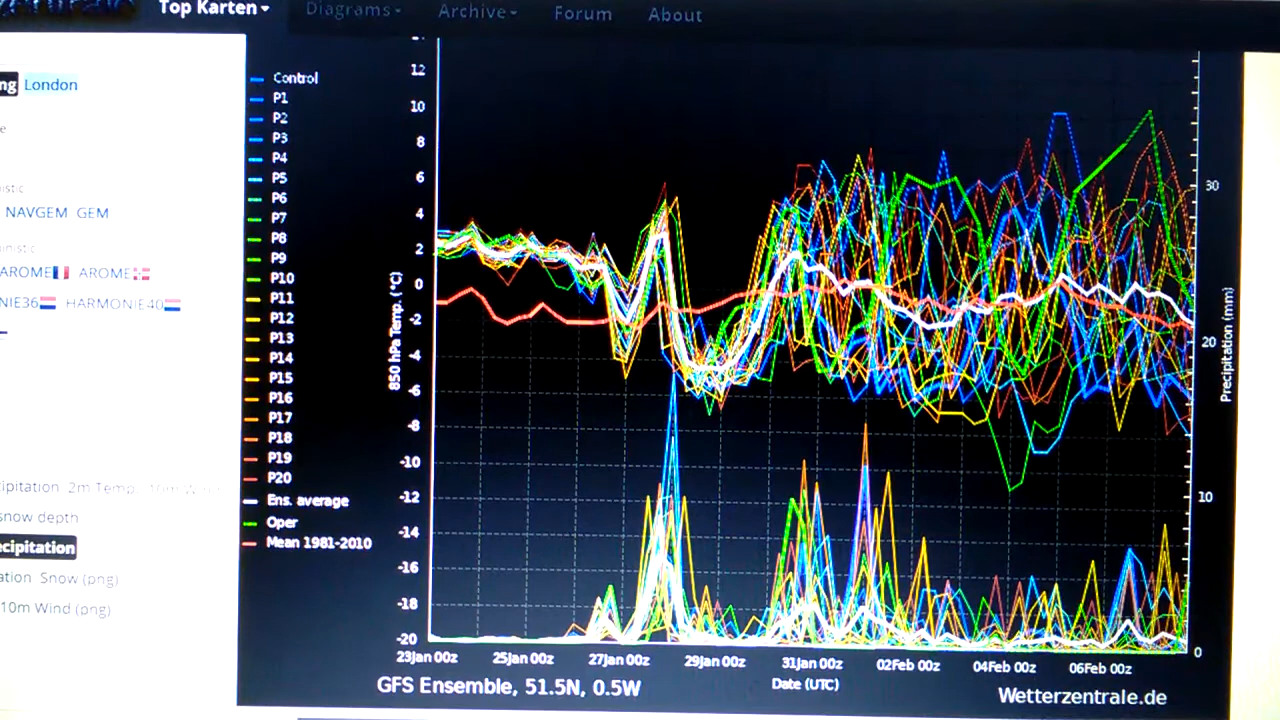 Top Karten
Diagrams
Archive
Forum
About
ng London
e
istic
NAVGEM GEM
inistic
AROME AROME
NIE36 HARMONIE40
ipitation 2m Temp.
snow depth
ecipitation
ation Snow (png)
10m Wind (png)
Control
P1
P2
P3
P4
P5
P6
P7
P8
P9
P10
P11
P12
P13
P14
P15
P16
P17
P18
P19
P20
Ens. average
Oper
Mean 1981-2010
850 hPa Temp. (°C)
12
10
8
6
4
2
0
-2
-4
-6
-8
-10
-12
-14
-16
-18
-20
30
20
10
0
Precipitation (mm)
23Jan 00z
25Jan 00z
27Jan 00z
29Jan 00z
31Jan 00z
02Feb 00z
04Feb 00z
06Feb 00z
Date (UTC)
GFS Ensemble, 51.5N, 0.5W
Wetterzentrale.de